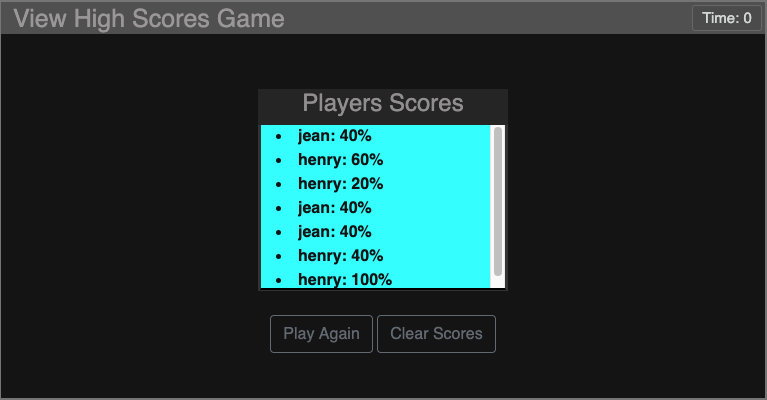 View High Scores Game
Time: 0
Players Scores
jean: 40%
henry: 60%
henry: 20%
jean: 40%
jean: 40%
henry: 40%
henry: 100%
Play Again
Clear Scores